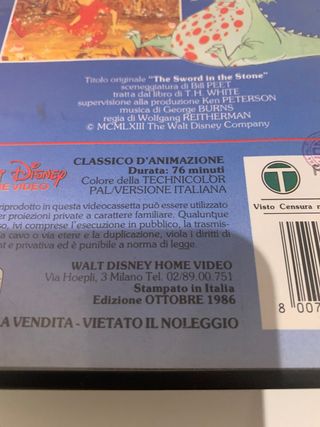 Titolo originale "The Sword in the Stone"
sceneggiatura di Bill PEET
tratta dal libro di T.H. WHITE
supervisione alla produzione Ken PETERSON
musica di George BURNS
regia di Wolfgang REITHERMAN
© MCMLXIII The Walt Disney Company
Disney
HOME VIDEO
CLASSICO D'ANIMAZIONE
Durata: 76 minuti
Colore della TECHNICOLOR
PAL/VERSIONE ITALIANA
T
Visto Censura
riprodotto in questa videocassetta può essere utilizzato
per proiezioni private a carattere familiare. Qualunque
so, ivi comprese l'esecuzione in pubblico, la trasmis-
a cavo o via etere e la duplicazione, viola i diritti di
t e privativa ed è punibile a norma di legge.
WALT DISNEY HOME VIDEO
Via Hoepli, 3 Milano Tel. 02/89.00.751
Stampato in Italia
Edizione OTTOBRE 1986
LA VENDITA - VIETATO IL NOLEGGIO
8 007